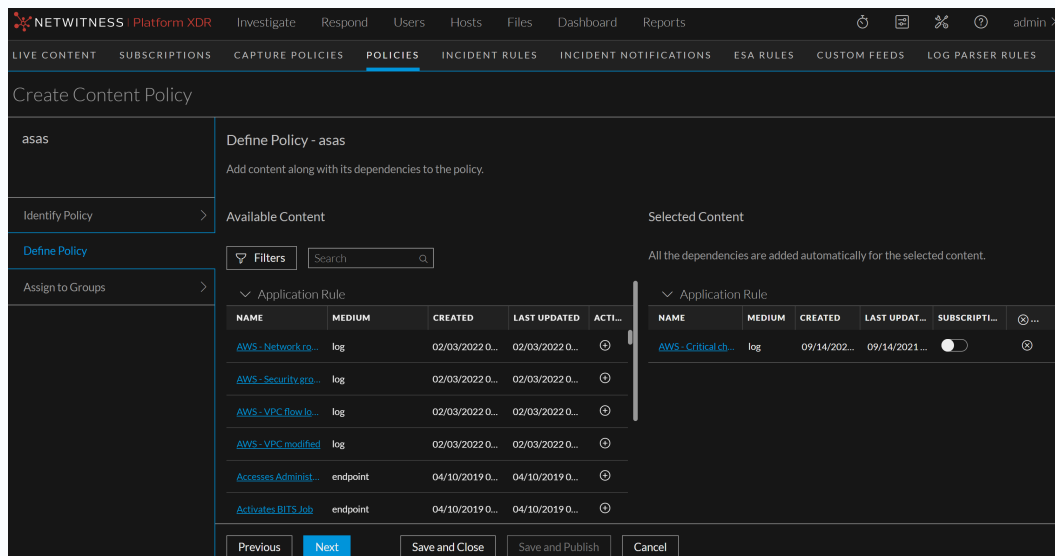 NETWITNESS Platform XDR Investigate Respond Users Hosts Files Dashboard Reports admin
LIVE CONTENT SUBSCRIPTIONS CAPTURE POLICIES POLICIES INCIDENT RULES INCIDENT NOTIFICATIONS ESA RULES CUSTOM FEEDS LOG PARSER RULES
Create Content Policy
asas
Identify Policy
Define Policy
Assign to Groups
Define Policy - asas
Add content along with its dependencies to the policy.
Available Content
Filters Search
Application Rule
NAME MEDIUM CREATED LAST UPDATED ACTI...
AWS - Network ro... log 02/03/2022 0... 02/03/2022 0...
AWS - Security gro... log 02/03/2022 0... 02/03/2022 0...
AWS - VPC flow lo... log 02/03/2022 0... 02/03/2022 0...
AWS - VPC modified log 02/03/2022 0... 02/03/2022 0...
Accesses Administ... endpoint 04/10/2019 0... 04/10/2019 0...
Activates BITS Job endpoint 04/10/2019 0... 04/10/2019 0...
Selected Content
All the dependencies are added automatically for the selected content.
Application Rule
NAME MEDIUM CREATED LAST UPDAT... SUBSCRIPTI... ...
AWS - Critical ch... log 09/14/202... 09/14/2021 ...
Previous Next Save and Close Save and Publish Cancel